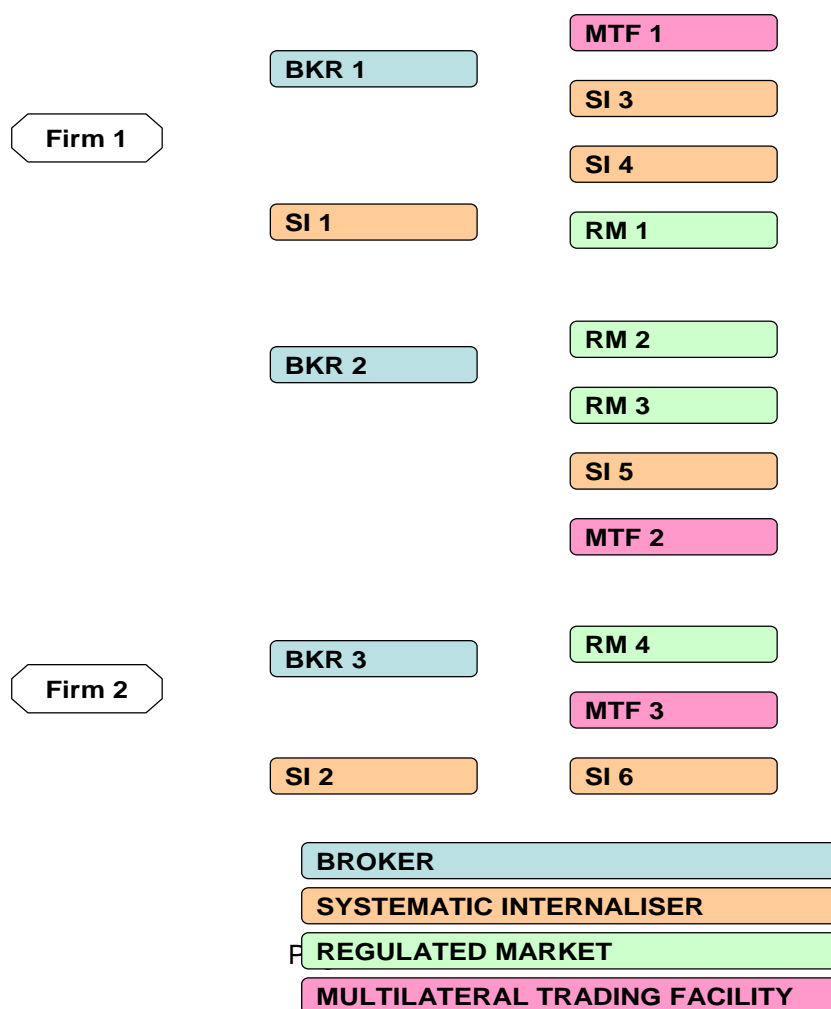 MTF 1
BKR 1
SI 3
Firm 1
SI 4
SI 1
RM 1
RM 2
BKR 2
RM 3
SI 5
MTF 2
RM 4
BKR 3
Firm 2
MTF 3
SI 2
SI 6
BROKER
SYSTEMATIC INTERNALISER
REGULATED MARKET
MULTILATERAL TRADING FACILITY